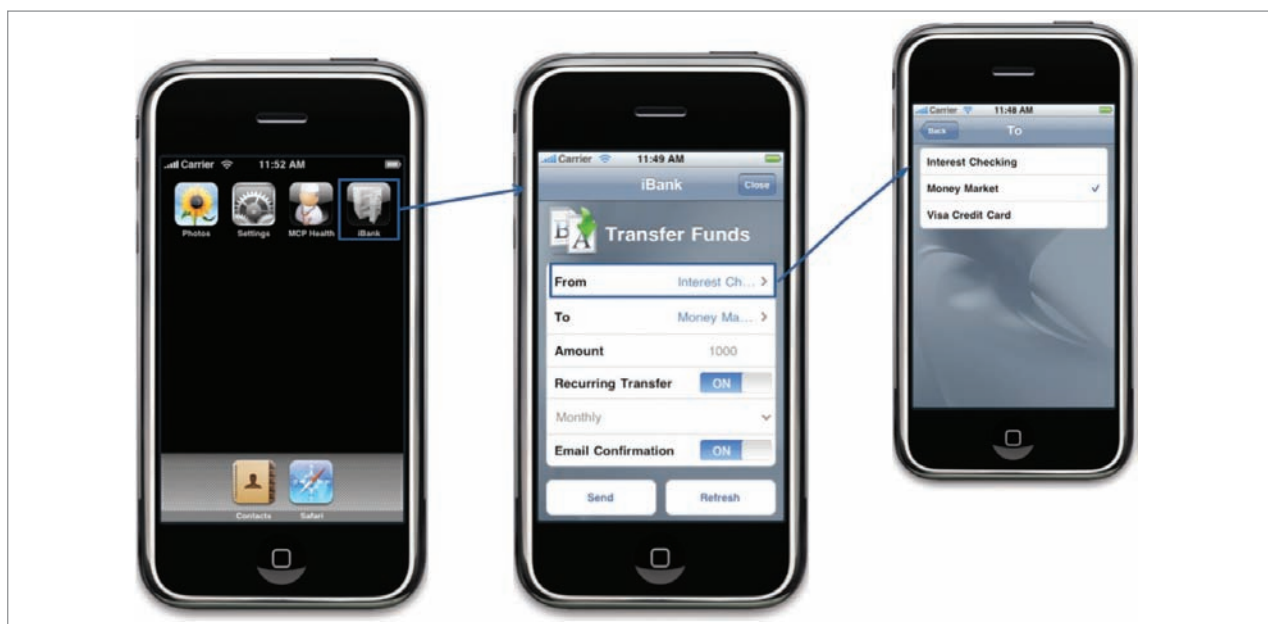 Carrier 11:52 AM
Photos Settings MCP Health iBank
Contacts Safari
Carrier 11:49 AM
iBank Close
B A Transfer Funds
From Interest Ch... >
To Money Ma... >
Amount 1000
Recurring Transfer ON
Monthly
Email Confirmation ON
Send Refresh
Carrier 11:48 AM
Back To
Interest Checking
Money Market ✓
Visa Credit Card